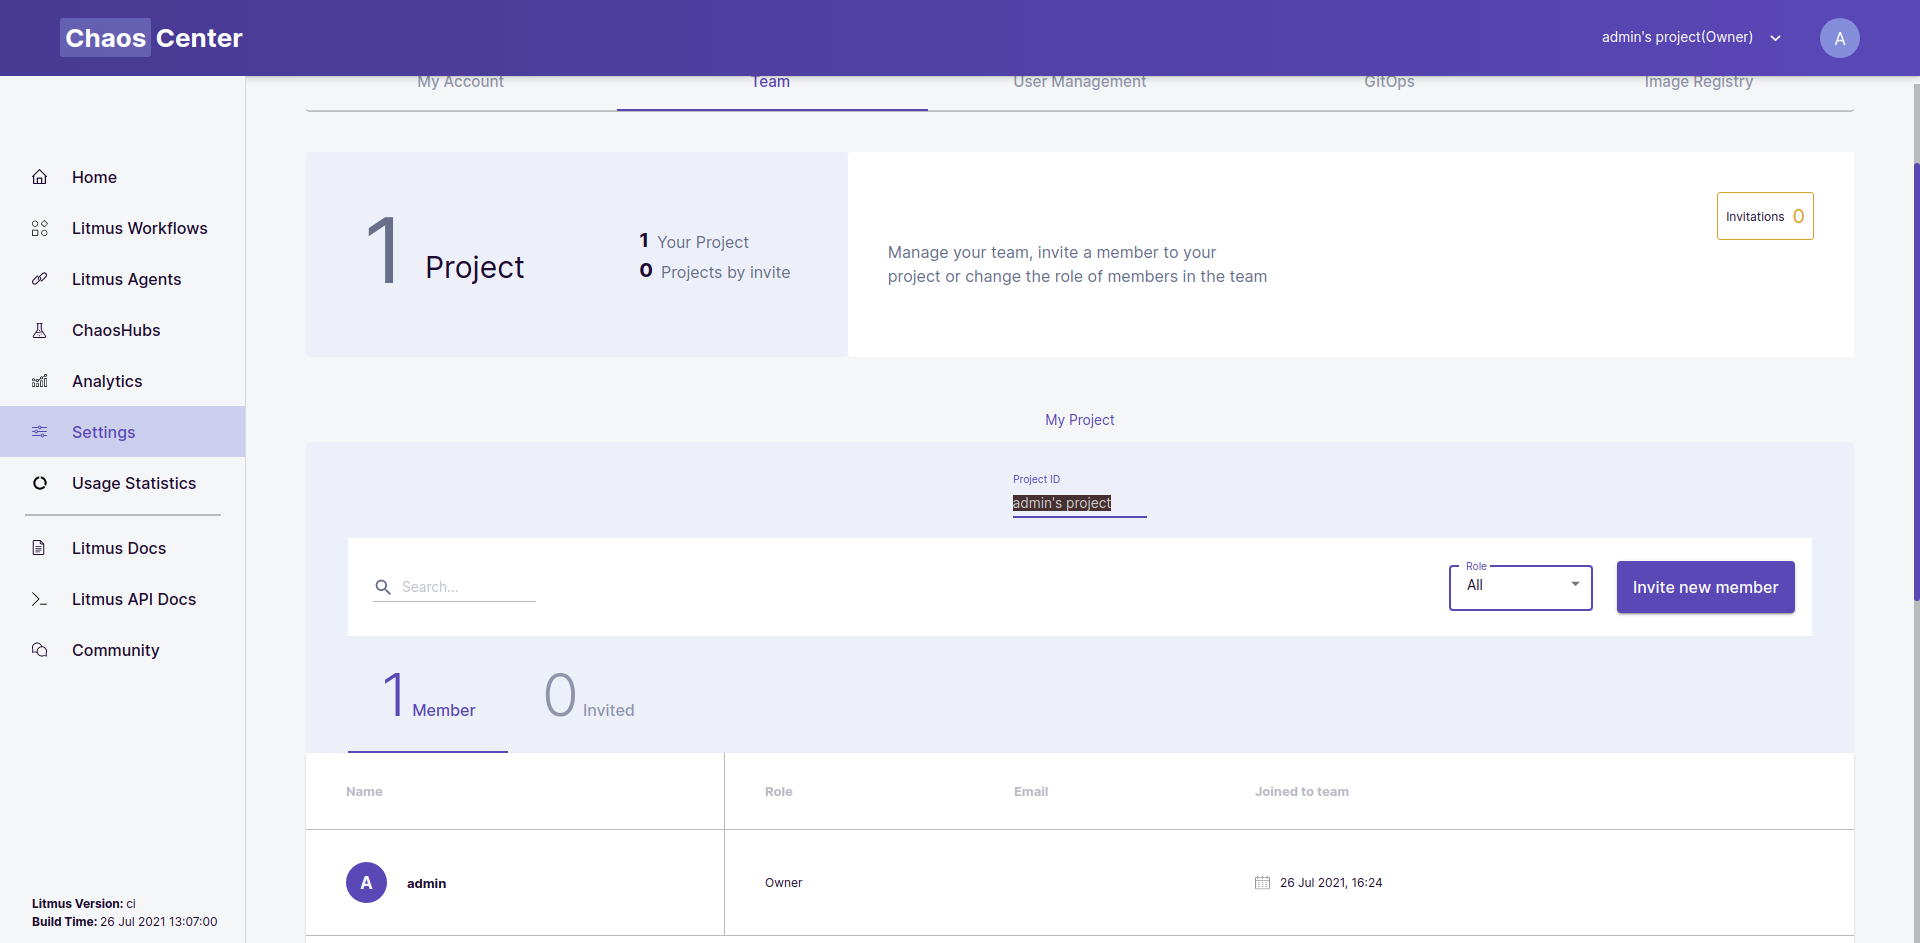 Chaos Center
admin's project(Owner)
A
My Account Team User Management GitOps Image Registry
Home
Litmus Workflows
Litmus Agents
ChaosHubs
Analytics
Settings
Usage Statistics
Litmus Docs
Litmus API Docs
Community
Litmus Version: ci
Build Time: 26 Jul 2021 13:07:00
1 Project
1 Your Project
0 Projects by invite
Manage your team, invite a member to your
project or change the role of members in the team
Invitations 0
My Project
Project ID
admin's project
Search...
Role
All
Invite new member
1 Member
0 Invited
Name Role Email Joined to team
A admin Owner 26 Jul 2021, 16:24